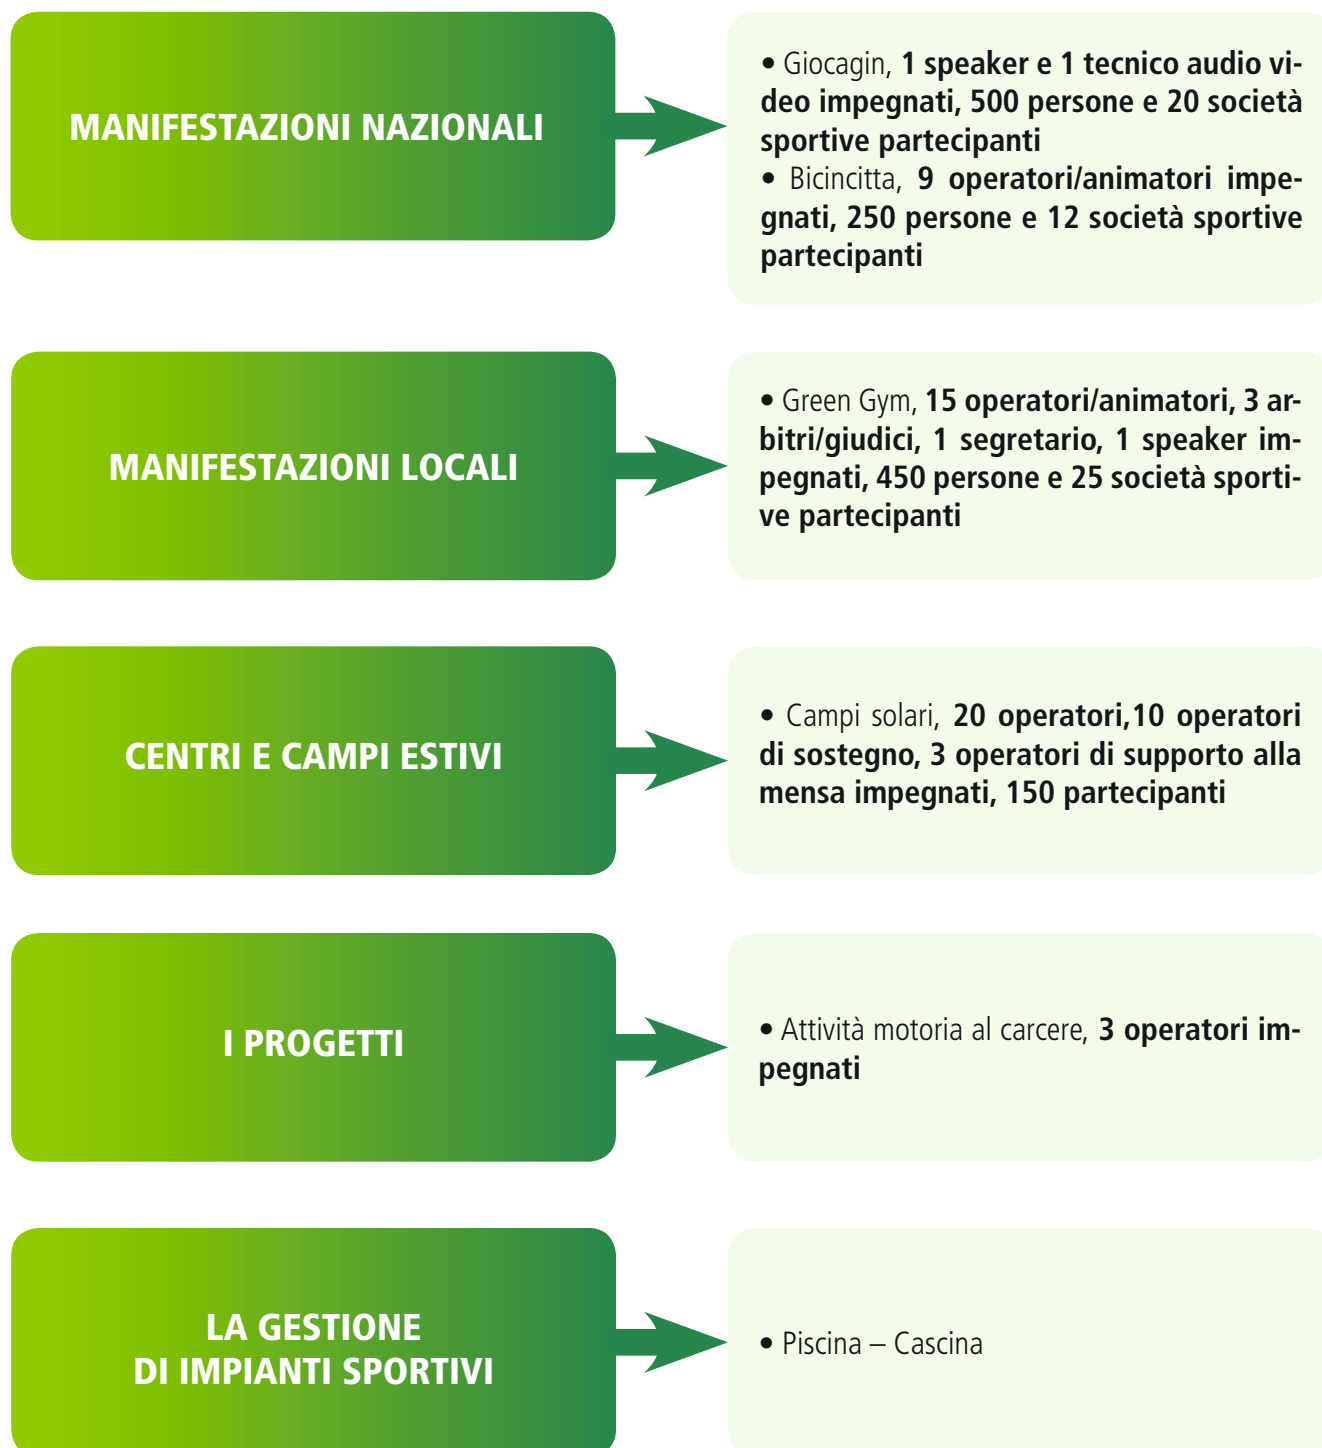 MANIFESTAZIONI NAZIONALI
• Giocagin, 1 speaker e 1 tecnico audio vi-
deo impegnati, 500 persone e 20 società
sportive partecipanti
• Bicincitta, 9 operatori/animatori impe-
gnati, 250 persone e 12 società sportive
partecipanti
MANIFESTAZIONI LOCALI
• Green Gym, 15 operatori/animatori, 3 ar-
bitri/giudici, 1 segretario, 1 speaker im-
pegnati, 450 persone e 25 società sporti-
ve partecipanti
CENTRI E CAMPI ESTIVI
• Campi solari, 20 operatori,10 operatori
di sostegno, 3 operatori di supporto alla
mensa impegnati, 150 partecipanti
I PROGETTI
• Attività motoria al carcere, 3 operatori im-
pegnati
LA GESTIONE
DI IMPIANTI SPORTIVI
• Piscina – Cascina